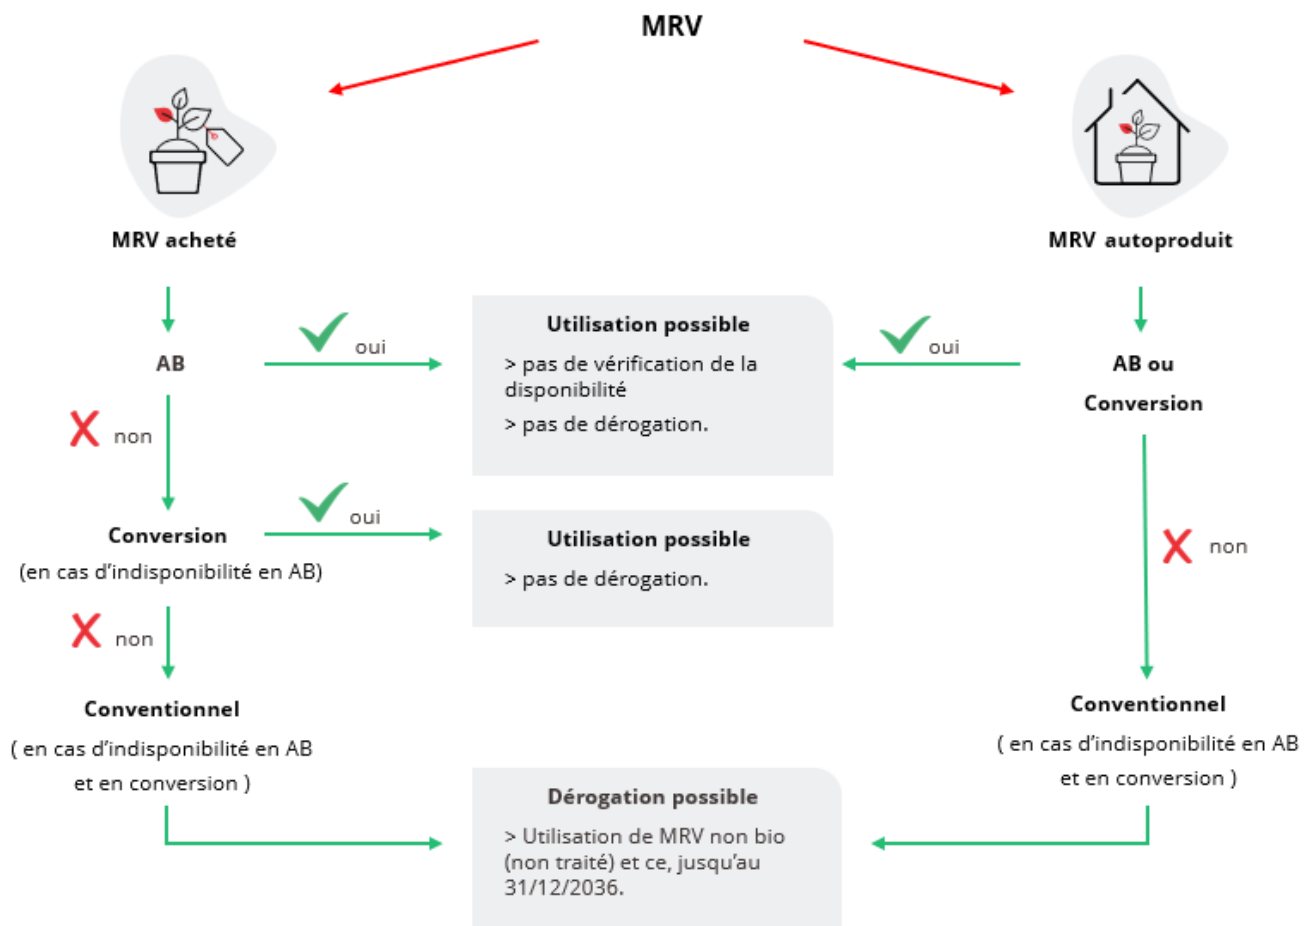 MRV
MRV acheté
MRV autoproduit
Utilisation possible
oui
oui
AB
> pas de vérification de la
disponibilité
> pas de dérogation.
AB ou
Conversion
non
oui
Conversion
(en cas d’indisponibilité en AB)
Utilisation possible
> pas de dérogation.
non
non
Conventionnel
( en cas d’indisponibilité en AB
et en conversion )
Conventionnel
( en cas d’indisponibilité en AB
et en conversion )
Dérogation possible
> Utilisation de MRV non bio
(non traité) et ce, jusqu’au
31/12/2036.